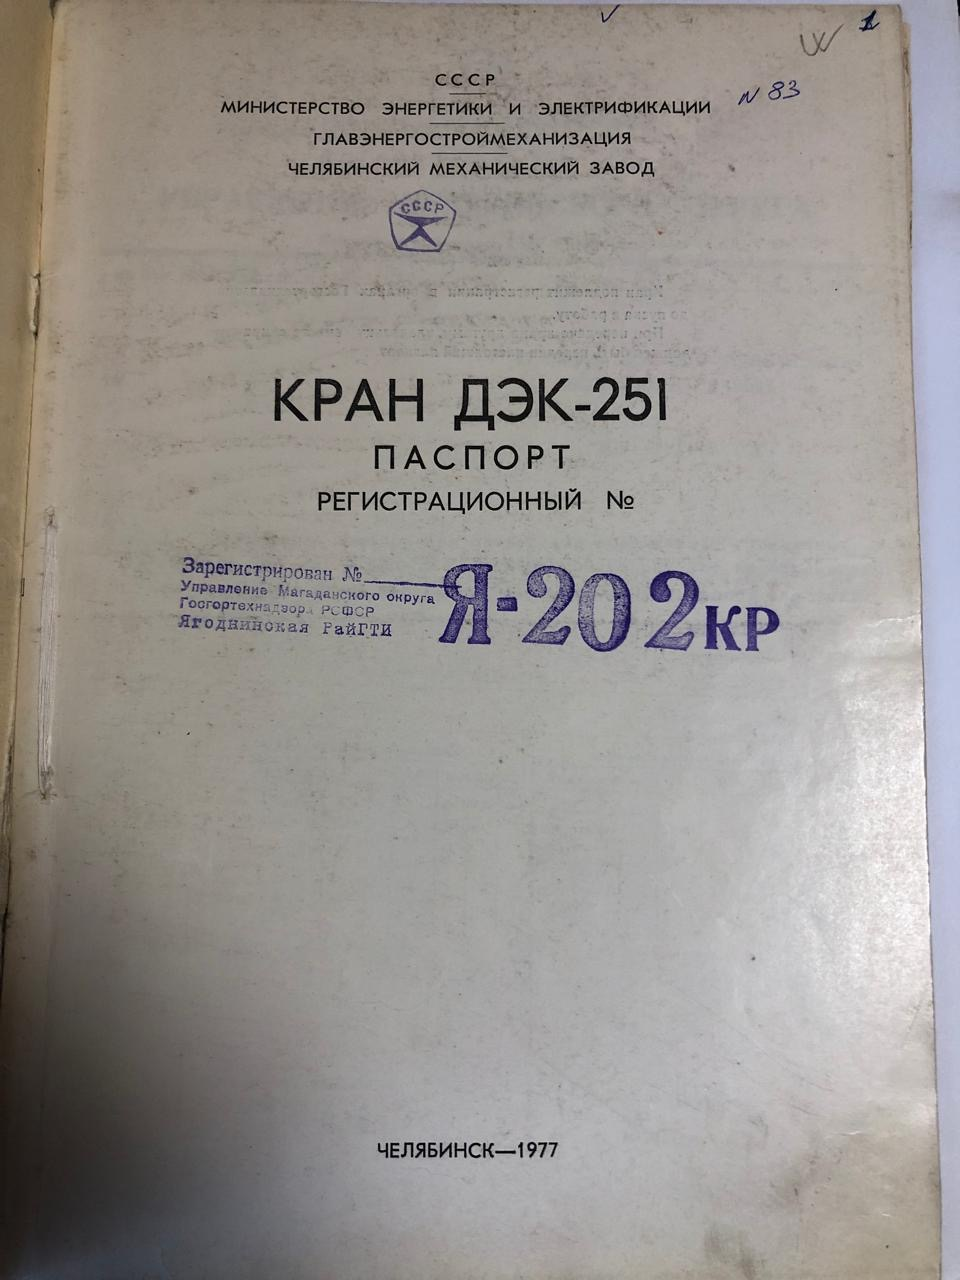 1
N 83
СССР
МИНИСТЕРСТВО ЭНЕРГЕТИКИ И ЭЛЕКТРИФИКАЦИИ
ГЛАВЭНЕРГОСТРОЙМЕХАНИЗАЦИЯ
ЧЕЛЯБИНСКИЙ МЕХАНИЧЕСКИЙ ЗАВОД
СССР
КРАН ДЭК-251
ПАСПОРТ
РЕГИСТРАЦИОННЫЙ №
Зарегистрирован №
Управление Магаданского округа
Госгортехнадзора РСФСР
Ягоднинская РайГТИ
Я-202КР
ЧЕЛЯБИНСК—1977